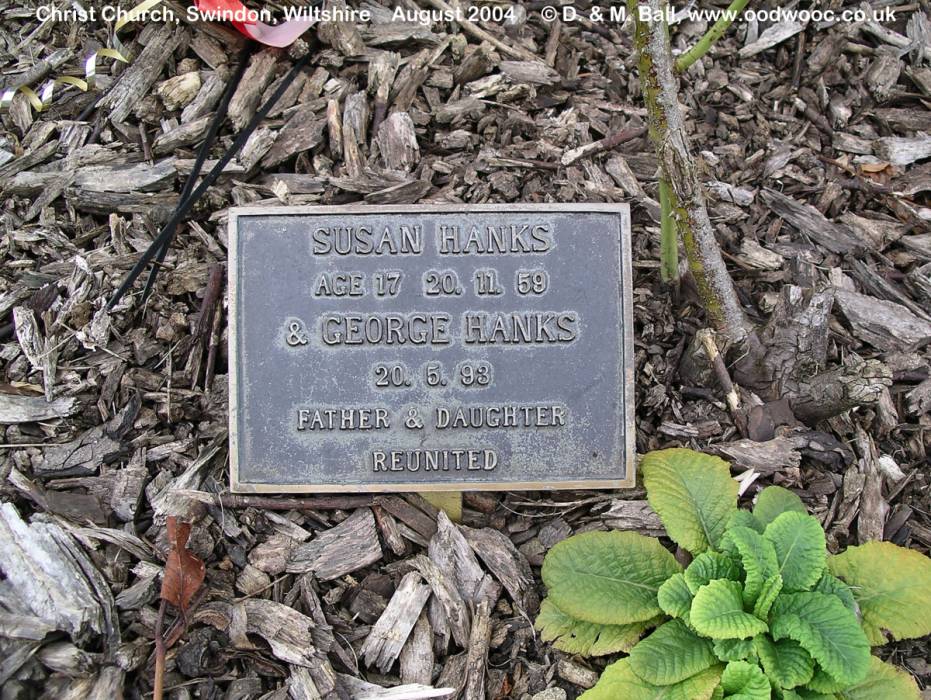 Christ Church, Swindon, Wiltshire August 2004 © D. & M. Ball, www.oodwooc.co.uk
SUSAN HANKS
AGE 17 20. 11. 59
& GEORGE HANKS
20. 5. 93
FATHER & DAUGHTER
REUNITED